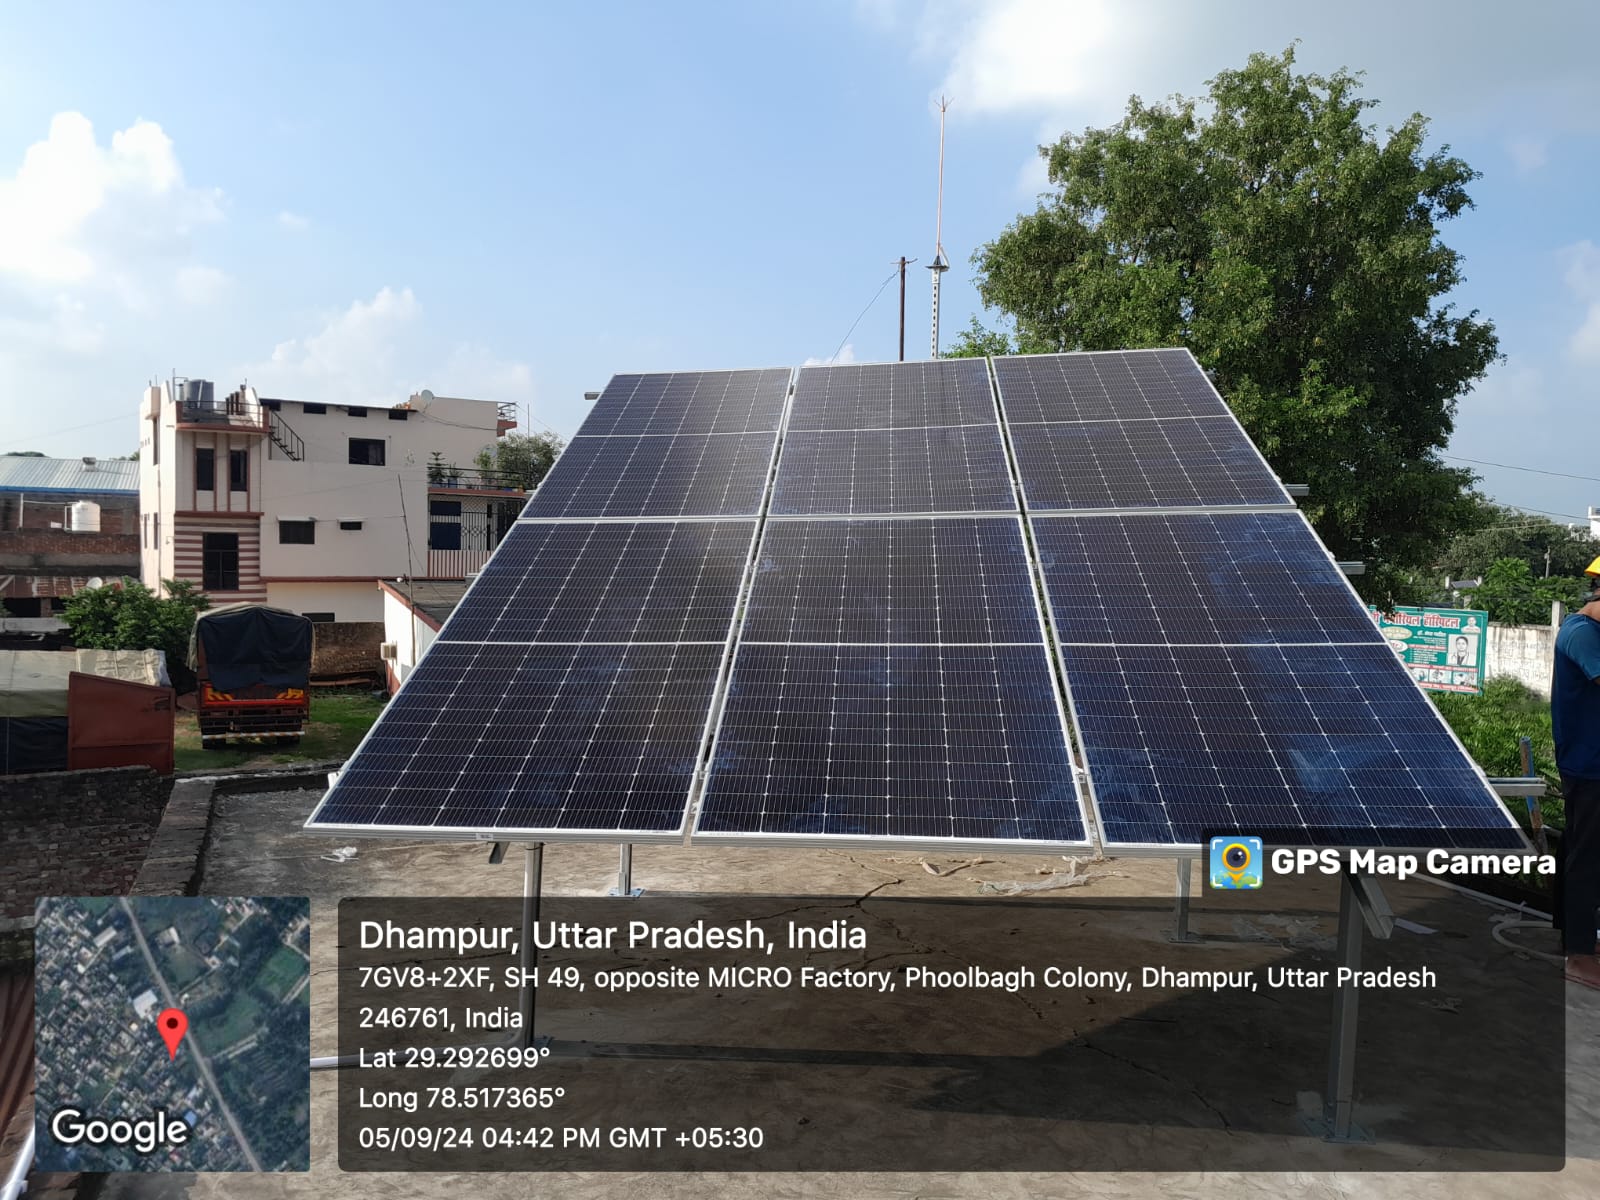 हॉस्पिटल
GPS Map Camera
Dhampur, Uttar Pradesh, India
7GV8+2XF, SH 49, opposite MICRO Factory, Phoolbagh Colony, Dhampur, Uttar Pradesh
246761, India
Lat 29.292699°
Long 78.517365°
05/09/24 04:42 PM GMT +05:30
Google